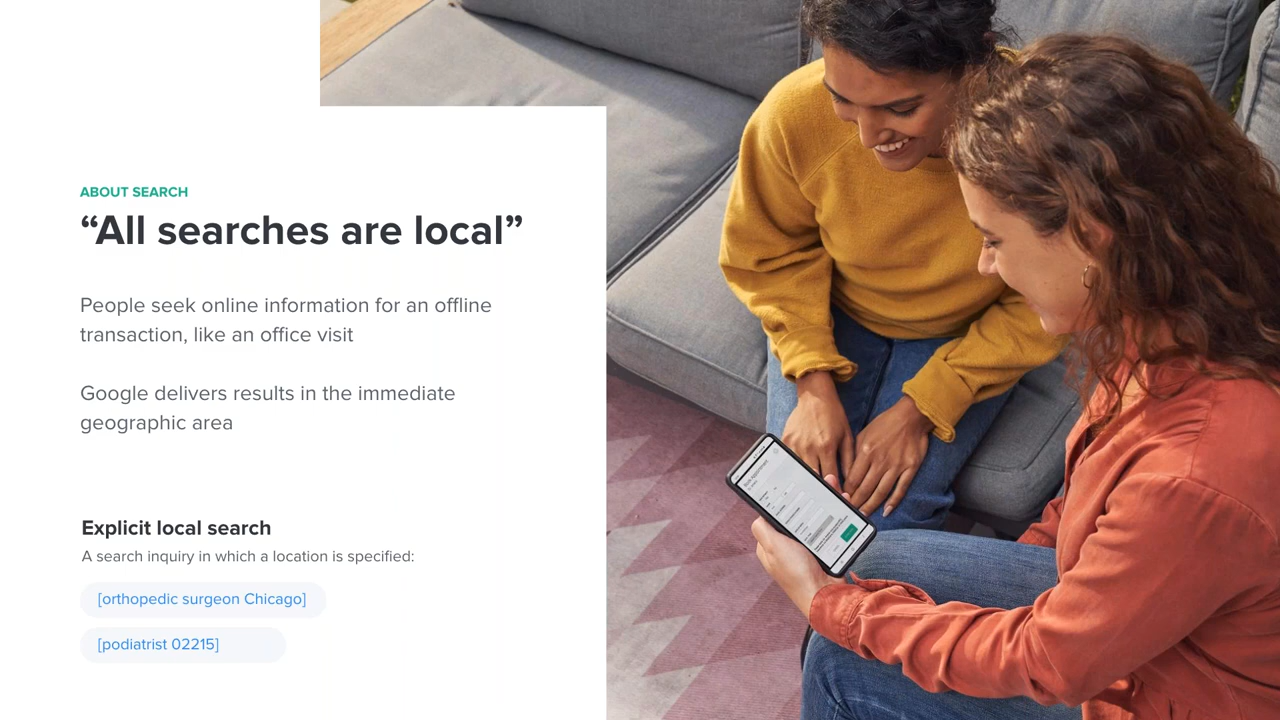 ABOUT SEARCH
“All searches are local”
People seek online information for an offline
transaction, like an office visit
Google delivers results in the immediate
geographic area
Explicit local search
A search inquiry in which a location is specified:
[orthopedic surgeon Chicago]
[podiatrist 02215]